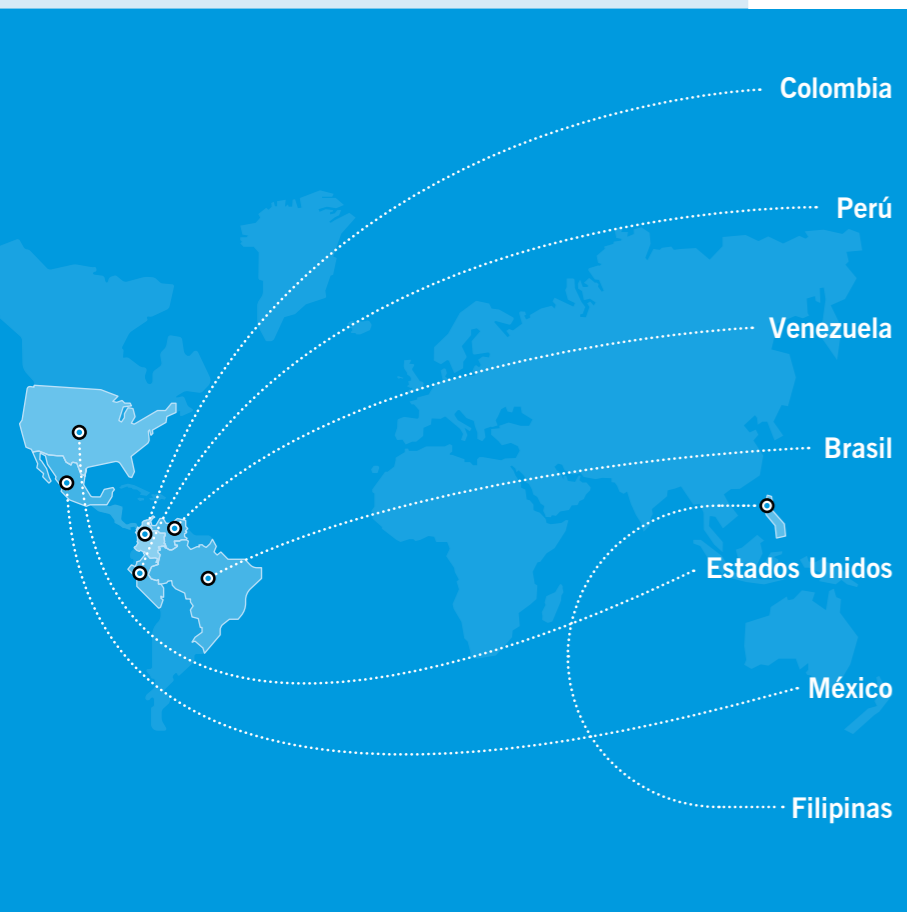 Colombia
Perú
Venezuela
Brasil
Estados Unidos
México
Filipinas